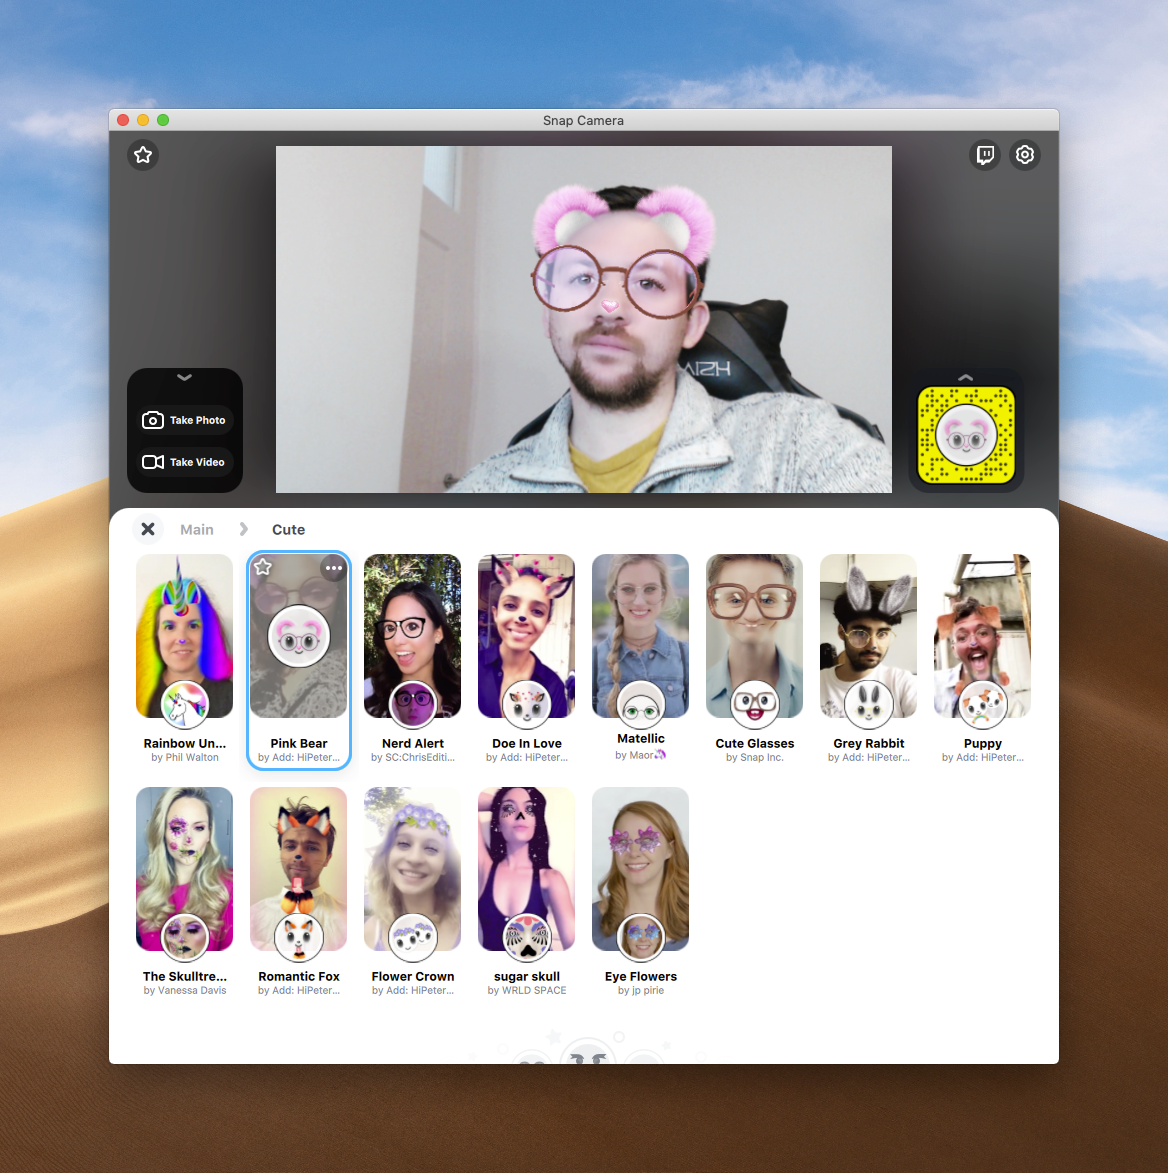 Snap Camera
Take Photo
Take Video
Main
Cute
Rainbow Un...
by Phil Walton
Pink Bear
by Add: HiPeter...
Nerd Alert
by SC:ChrisEditi...
Doe In Love
by Add: HiPeter...
Matellic
by Maor🦄
Cute Glasses
by Snap Inc.
Grey Rabbit
by Add: HiPeter...
Puppy
by Add: HiPeter...
The Skulltre...
by Vanessa Davis
Romantic Fox
by Add: HiPeter...
Flower Crown
by Add: HiPeter...
sugar skull
by WRLD SPACE
Eye Flowers
by jp pirie